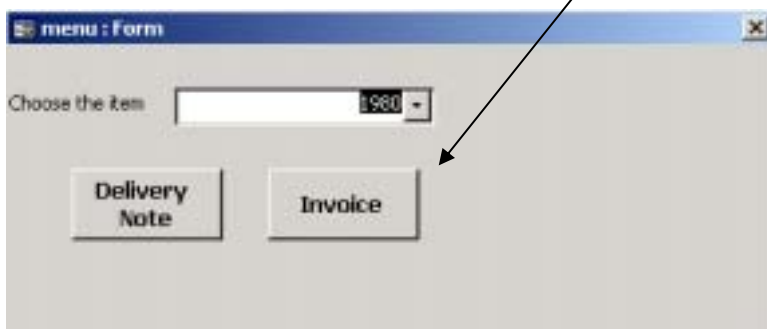 menu : Form
Choose the item 1980
Delivery
Note
Invoice